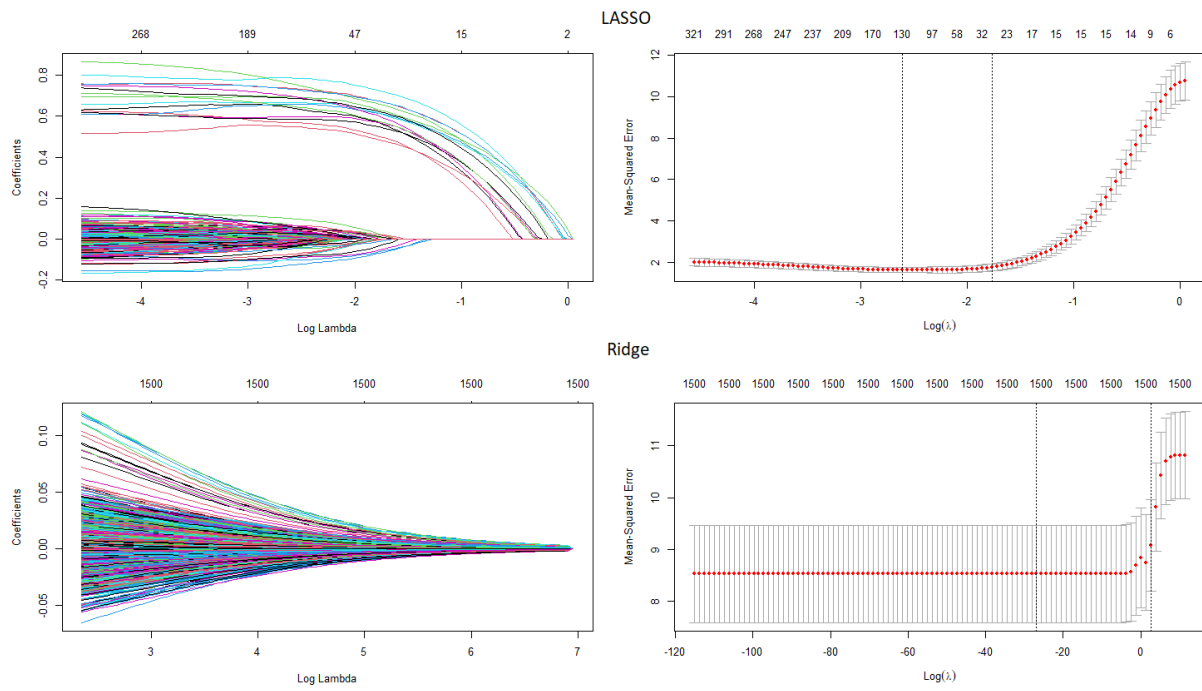 LASSO
268 189 47 15 2
0.8
0.6
0.4
0.2
0.0
-0.2
Coefficients
-4 -3 -2 -1 0
Log Lambda
321 291 268 247 237 209 170 130 97 58 32 23 17 15 15 15 14 9 6
12
10
8
6
4
2
Mean-Squared Error
-4 -3 -2 -1 0
Log(λ)
Ridge
1500 1500 1500 1500 1500
0.10
0.05
0.00
-0.05
Coefficients
3 4 5 6 7
Log Lambda
1500 1500 1500 1500 1500 1500 1500 1500 1500 1500 1500 1500
11
10
9
8
Mean-Squared Error
-120 -100 -80 -60 -40 -20 0
Log(λ)